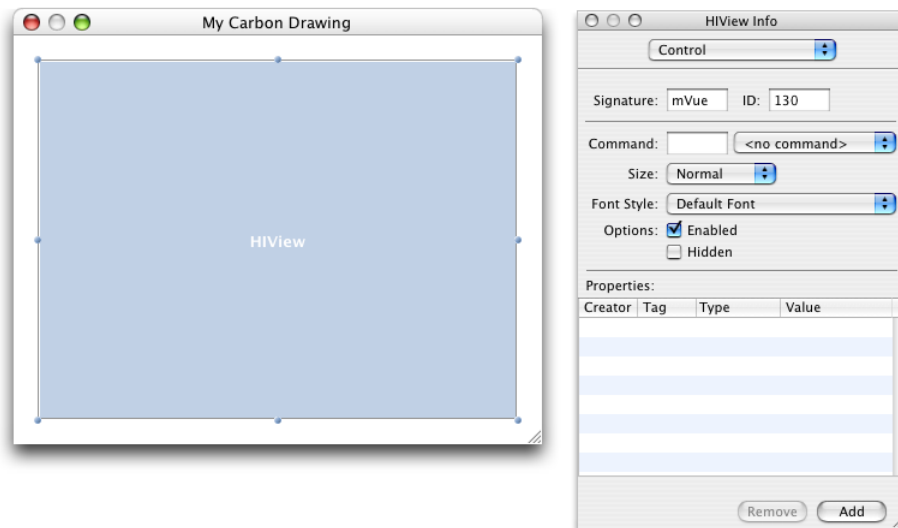 My Carbon Drawing
HIView
HIView Info
Control
Signature: mVue ID: 130
Command: <no command>
Size: Normal
Font Style: Default Font
Options: Enabled
Hidden
Properties:
Creator Tag Type Value
Remove Add